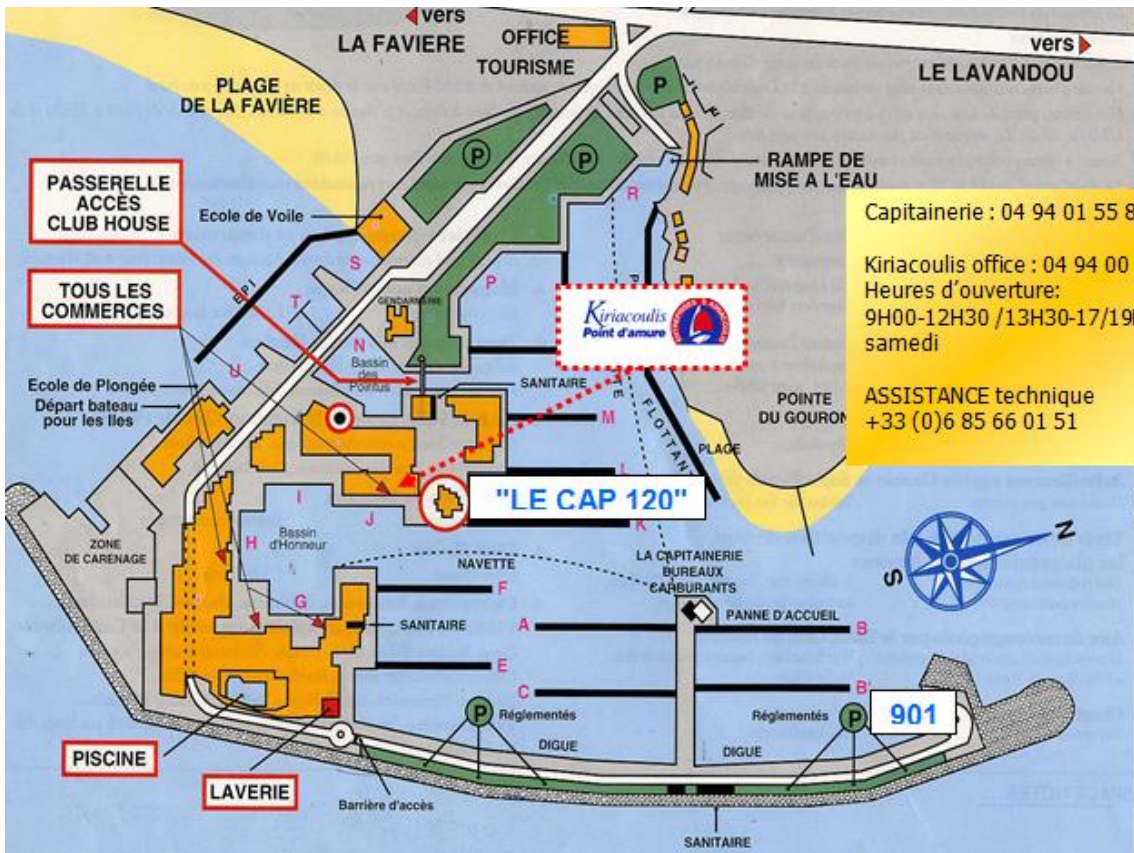 vers
LA FAVIERE
OFFICE
TOURISME
vers
LE LAVANDOU
PLAGE
DE LA FAVIÈRE
P
P
P
RAMPE DE
MISE A L'EAU
PASSERELLE
ACCÈS
CLUB HOUSE
Ecole de Voile
R
S
EPI
T
P
GENDARMERIE
Capitainerie : 04 94 01 55 8
Kiriacoulis office : 04 94 00
Heures d'ouverture:
9H00-12H30 /13H30-17/19H
samedi
ASSISTANCE technique
+33 (0)6 85 66 01 51
TOUS LES
COMMERCES
Kiriacoulis
Point d'amure
N
Bassin
des
Pointus
U
SANITAIRE
Ecole de Plongée
Départ bateau
pour les Iles
M
FLOTTANT
POINTE
DU GOURON
PLAGE
L
"LE CAP 120"
K
I
J
Bassin
d'Honneur
H
ZONE
DE CARENAGE
N
S
LA CAPITAINERIE
BUREAUX
CARBURANTS
NAVETTE
F
G
PANNE D'ACCUEIL
SANITAIRE
A
B
E
C
B'
P
Réglementés
Réglementés
P
901
DIGUE
DIGUE
PISCINE
LAVERIE
Barrière d'accès
SANITAIRE